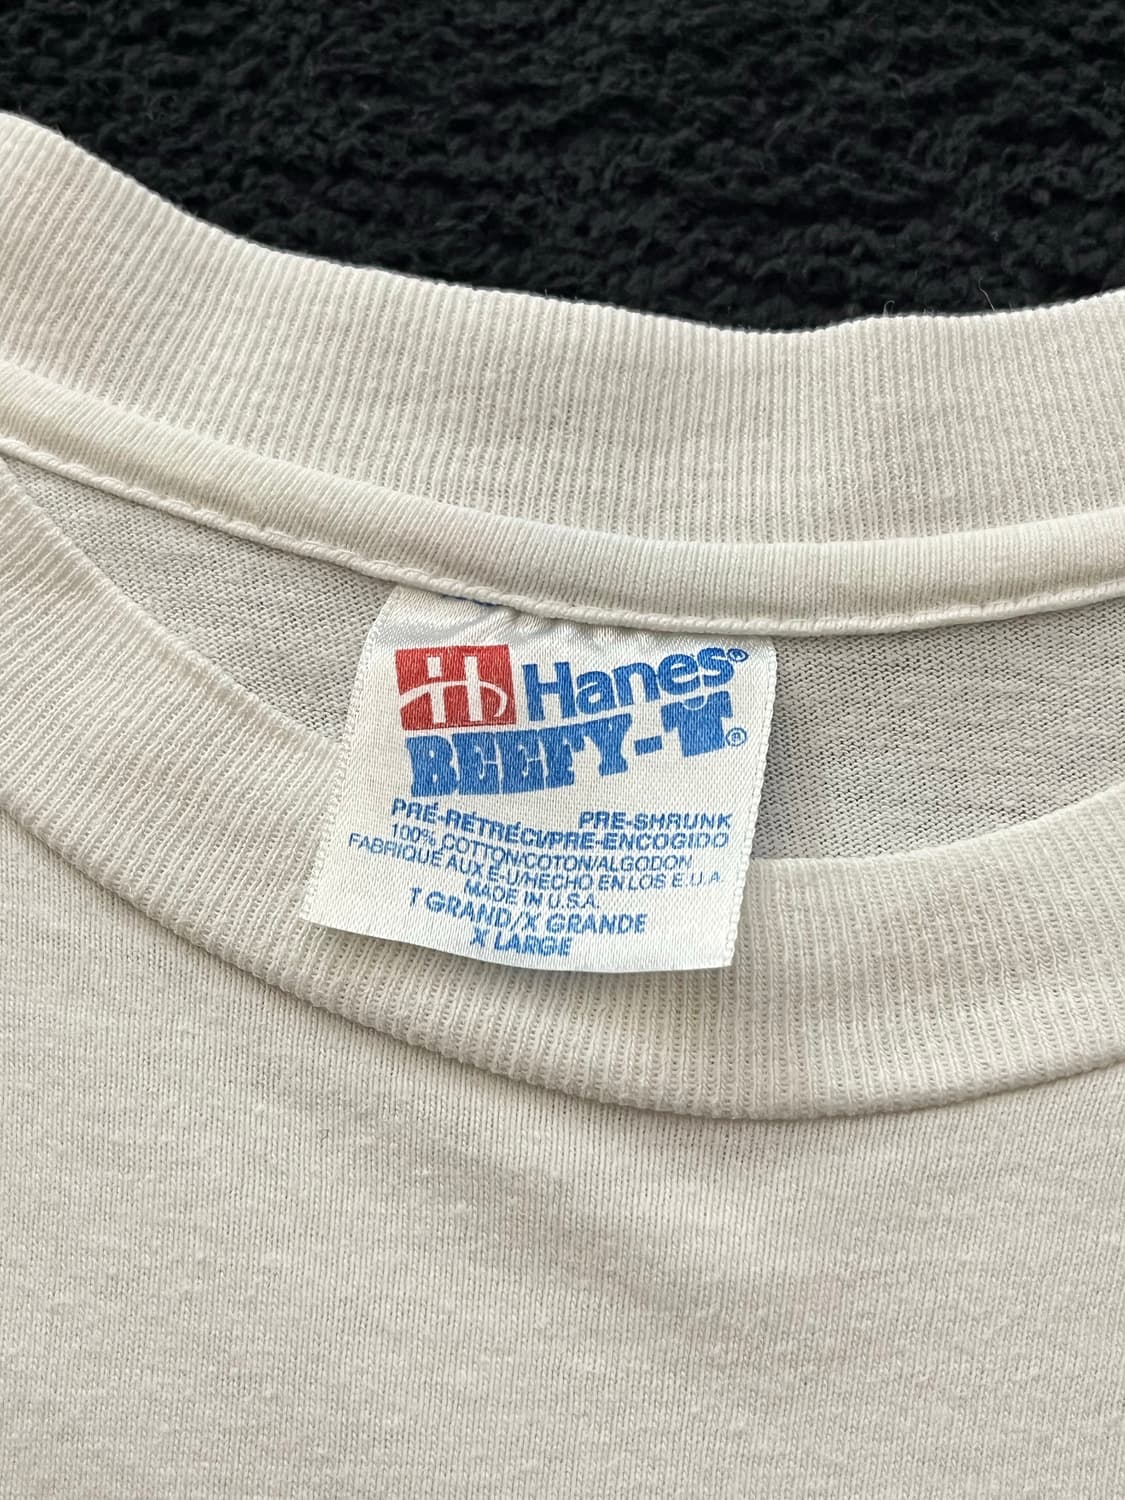 H Hanes®
BEEFY-T®
PRÉ-RÉTRÉCI/PRE-SHRUNK
PRE-ENCOGIDO
100% COTTON/COTON/ALGODON
FABRIQUÉ AUX E-U/HECHO EN LOS E.U.A.
MADE IN U.S.A.
T GRAND/X GRANDE
X LARGE